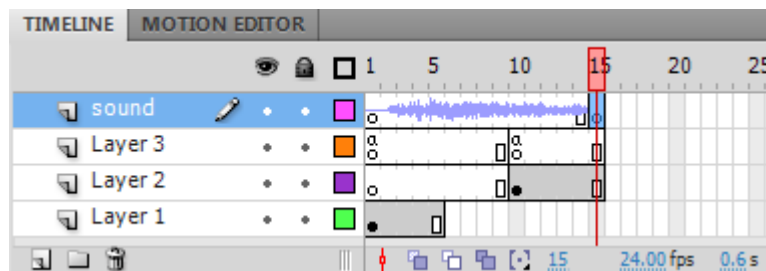 TIMELINE MOTION EDITOR
1 5 10 15 20 25
sound
Layer 3 a a
Layer 2
Layer 1
15 24.00 fps 0.6 s